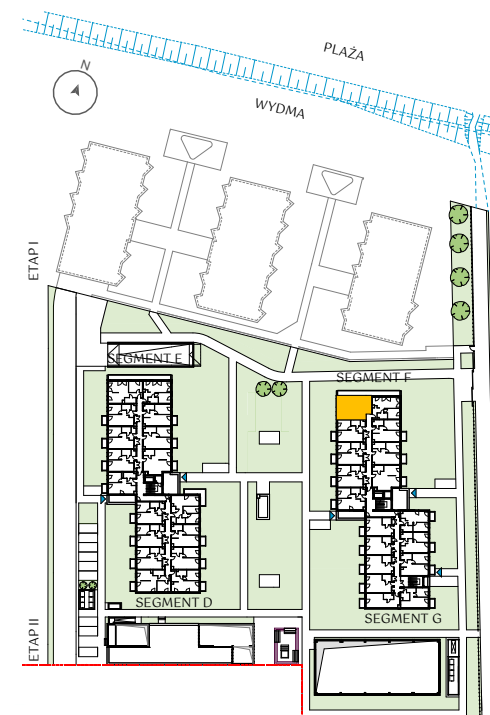 PLAŻA
N
WYDMA
ETAP I
SEGMENT E
SEGMENT F
SEGMENT D
SEGMENT G
ETAP II